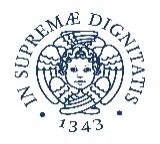 IN SUPREMÆ DIGNITATIS
· 1343 ·